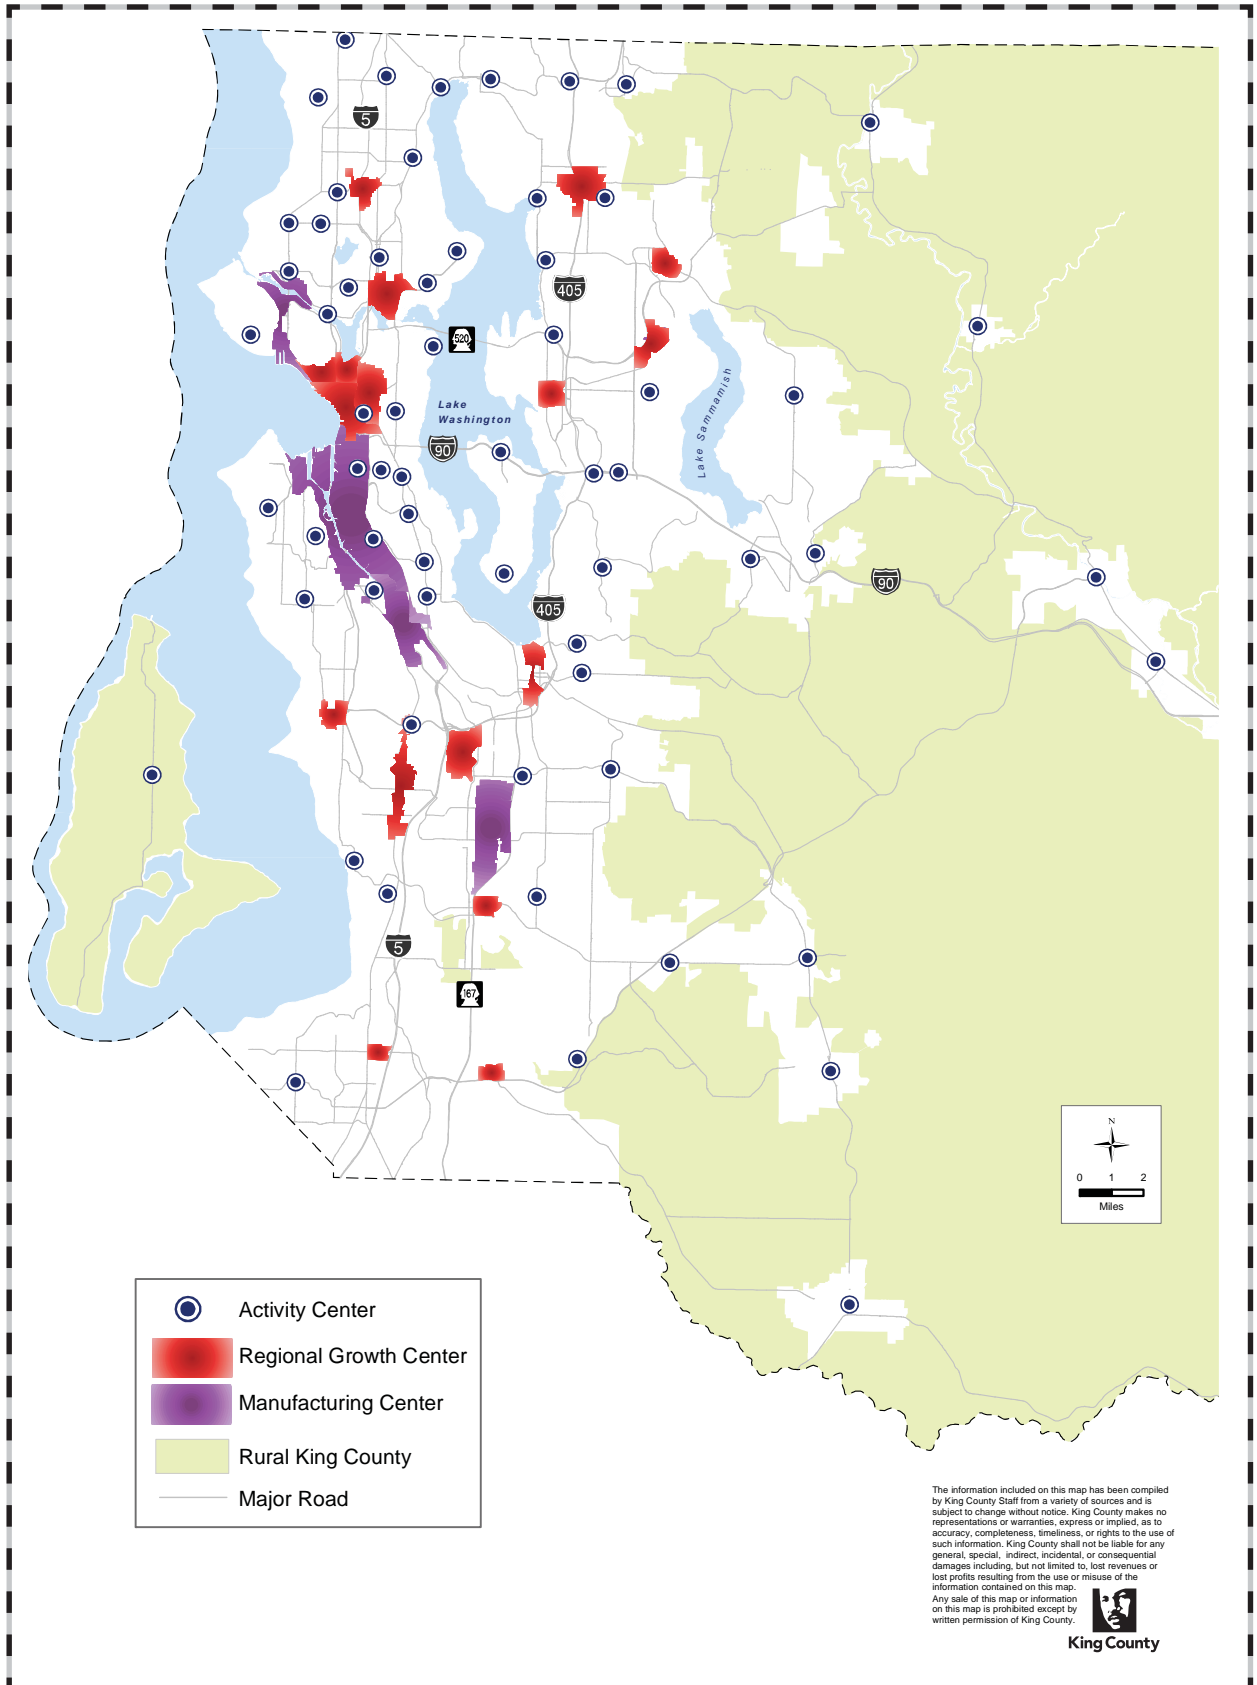 5
405
520
Lake
Washington
90
Lake Sammamish
90
405
5
167
N
0 1 2
Miles
Activity Center
Regional Growth Center
Manufacturing Center
Rural King County
Major Road
The information included on this map has been compiled
by King County Staff from a variety of sources and is
subject to change without notice. King County makes no
representations or warranties, express or implied, as to
accuracy, completeness, timeliness, or rights to the use of
such information. King County shall not be liable for any
general, special, indirect, incidental, or consequential
damages including, but not limited to, lost revenues or
lost profits resulting from the use or misuse of the
information contained on this map.
Any sale of this map or information
on this map is prohibited except by
written permission of King County.
King County